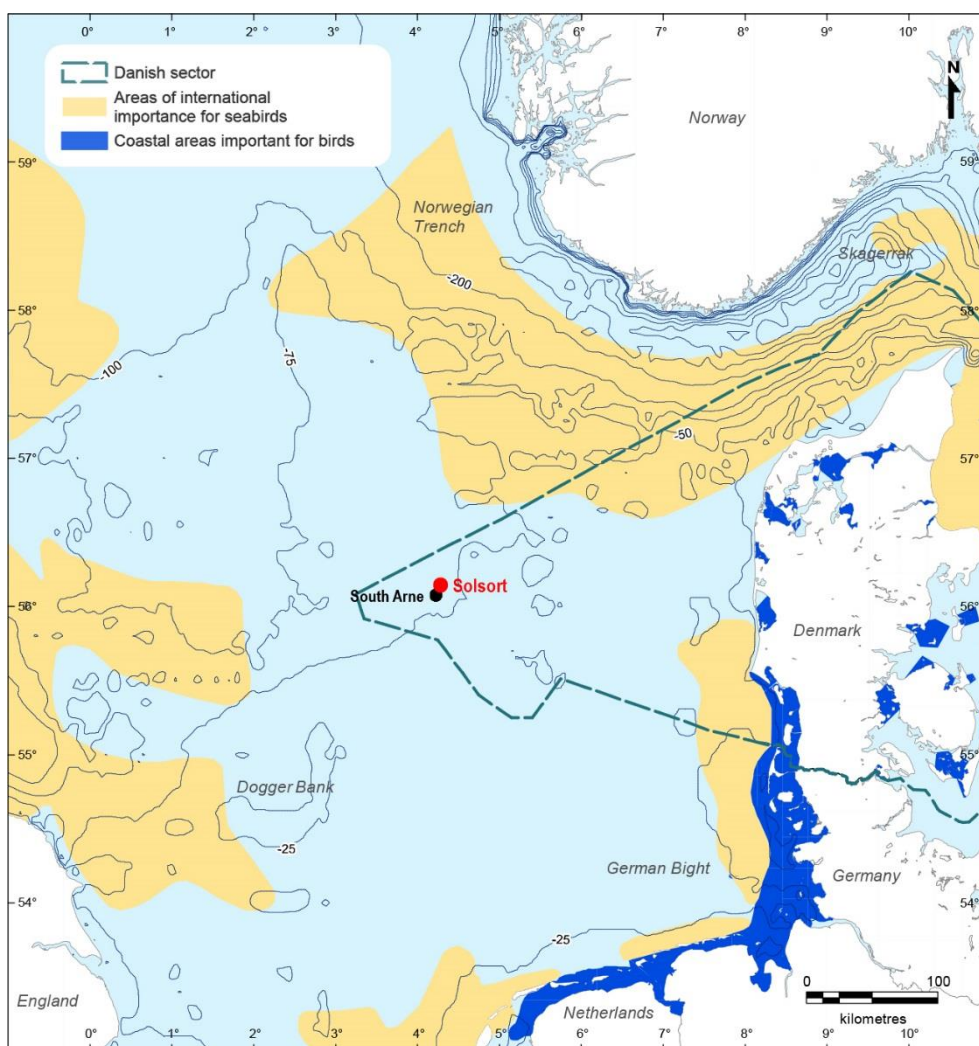 0° 1° 2° 3° 4° 5° 6° 7° 8° 9° 10°
Danish sector
Areas of international
importance for seabirds
Coastal areas important for birds
N
Norway
59° 59°
Norwegian
Trench
Skagerrak
-200
58° 58°
-75
-100
-50
57° 57°
Solsort
South Arne
56° 56°
Denmark
55° 55°
Dogger Bank
-25
German Bight
Germany
54° 54°
-25
0 100
kilometres
England
Netherlands
0° 1° 2° 3° 4° 5° 6° 7° 8° 9° 10°